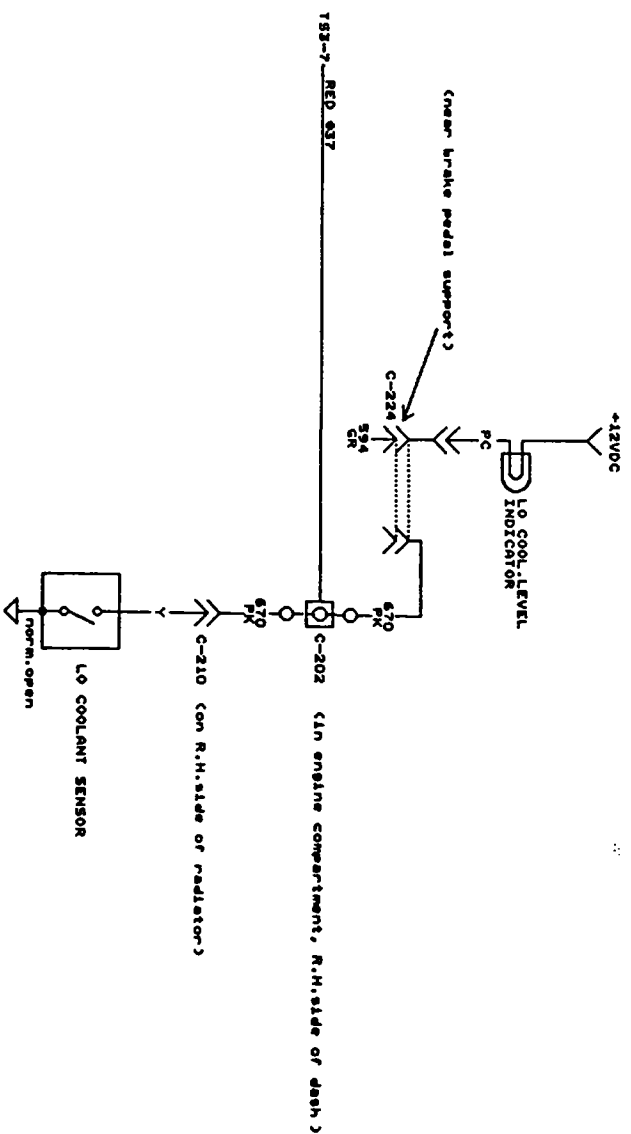 +12VDC
LO COOL.LEVEL
INDICATOR
PC
(near brake pedal support)
C-224
594
GR
670
PK
TS3-7
RED 037
C-202 (in engine compartment, R.H.side of dash )
670
PK
C-210 (on R.H.side of radiator)
Y
LO COOLANT SENSOR
norm.open